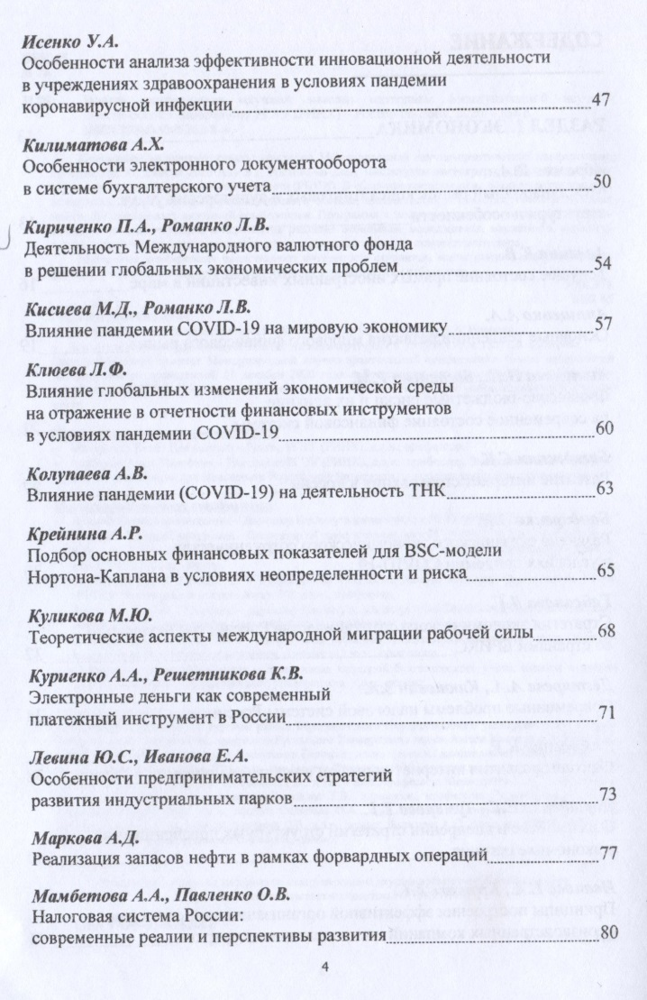 Исенко У.А.
Особенности анализа эффективности инновационной деятельности
в учреждениях здравоохранения в условиях пандемии
коронавирусной инфекции 47
Килиматова А.Х.
Особенности электронного документооборота
в системе бухгалтерского учета 50
Кириченко П.А., Романко Л.В.
Деятельность Международного валютного фонда
в решении глобальных экономических проблем 54
Кисиева М.Д., Романко Л.В.
Влияние пандемии COVID-19 на мировую экономику 57
Клюева Л.Ф.
Влияние глобальных изменений экономической среды
на отражение в отчетности финансовых инструментов
в условиях пандемии COVID-19 60
Колупаева А.В.
Влияние пандемии (COVID-19) на деятельность ТНК 63
Крейнина А.Р.
Подбор основных финансовых показателей для BSC-модели
Нортона-Каплана в условиях неопределенности и риска 65
Куликова М.Ю.
Теоретические аспекты международной миграции рабочей силы 68
Куриенко А.А., Решетникова К.В.
Электронные деньги как современный
платежный инструмент в России 71
Левина Ю.С., Иванова Е.А.
Особенности предпринимательских стратегий
развития индустриальных парков 73
Маркова А.Д.
Реализация запасов нефти в рамках форвардных операций 77
Мамбетова А.А., Павленко О.В.
Налоговая система России:
современные реалии и перспективы развития 80
4